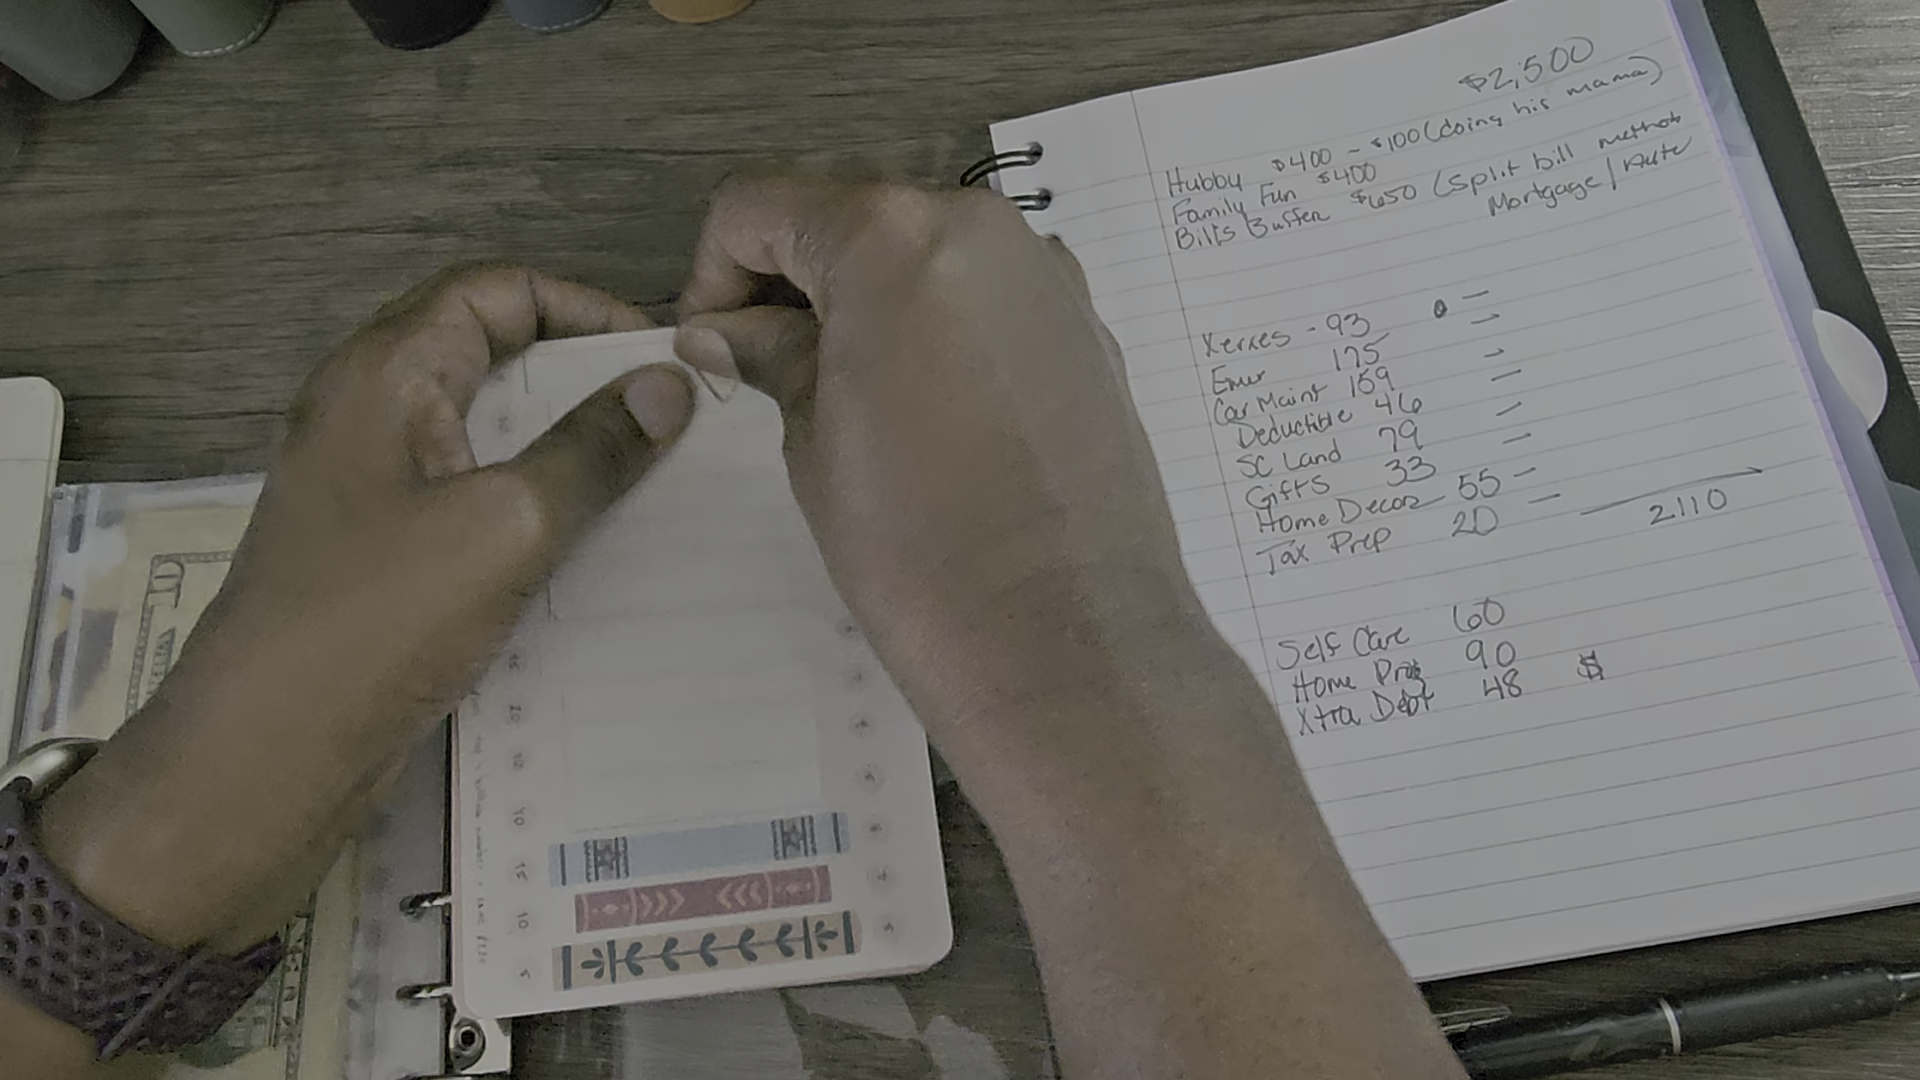 $2,500
Hubby $400 - $100 (doing his mama)
Family Fun $400
Bills Buffer $650 (split bill method
Mortgage / Auto
Xerxes - 93 -
Emer 175 -
Car Maint 159 -
Deductible 46 -
SC Land 79 -
Gifts 33 -
Home Decor 55 -
Tax Prep 20 -
2110
Self Care 60
Home Proj 90
Xtra Debt 48 $